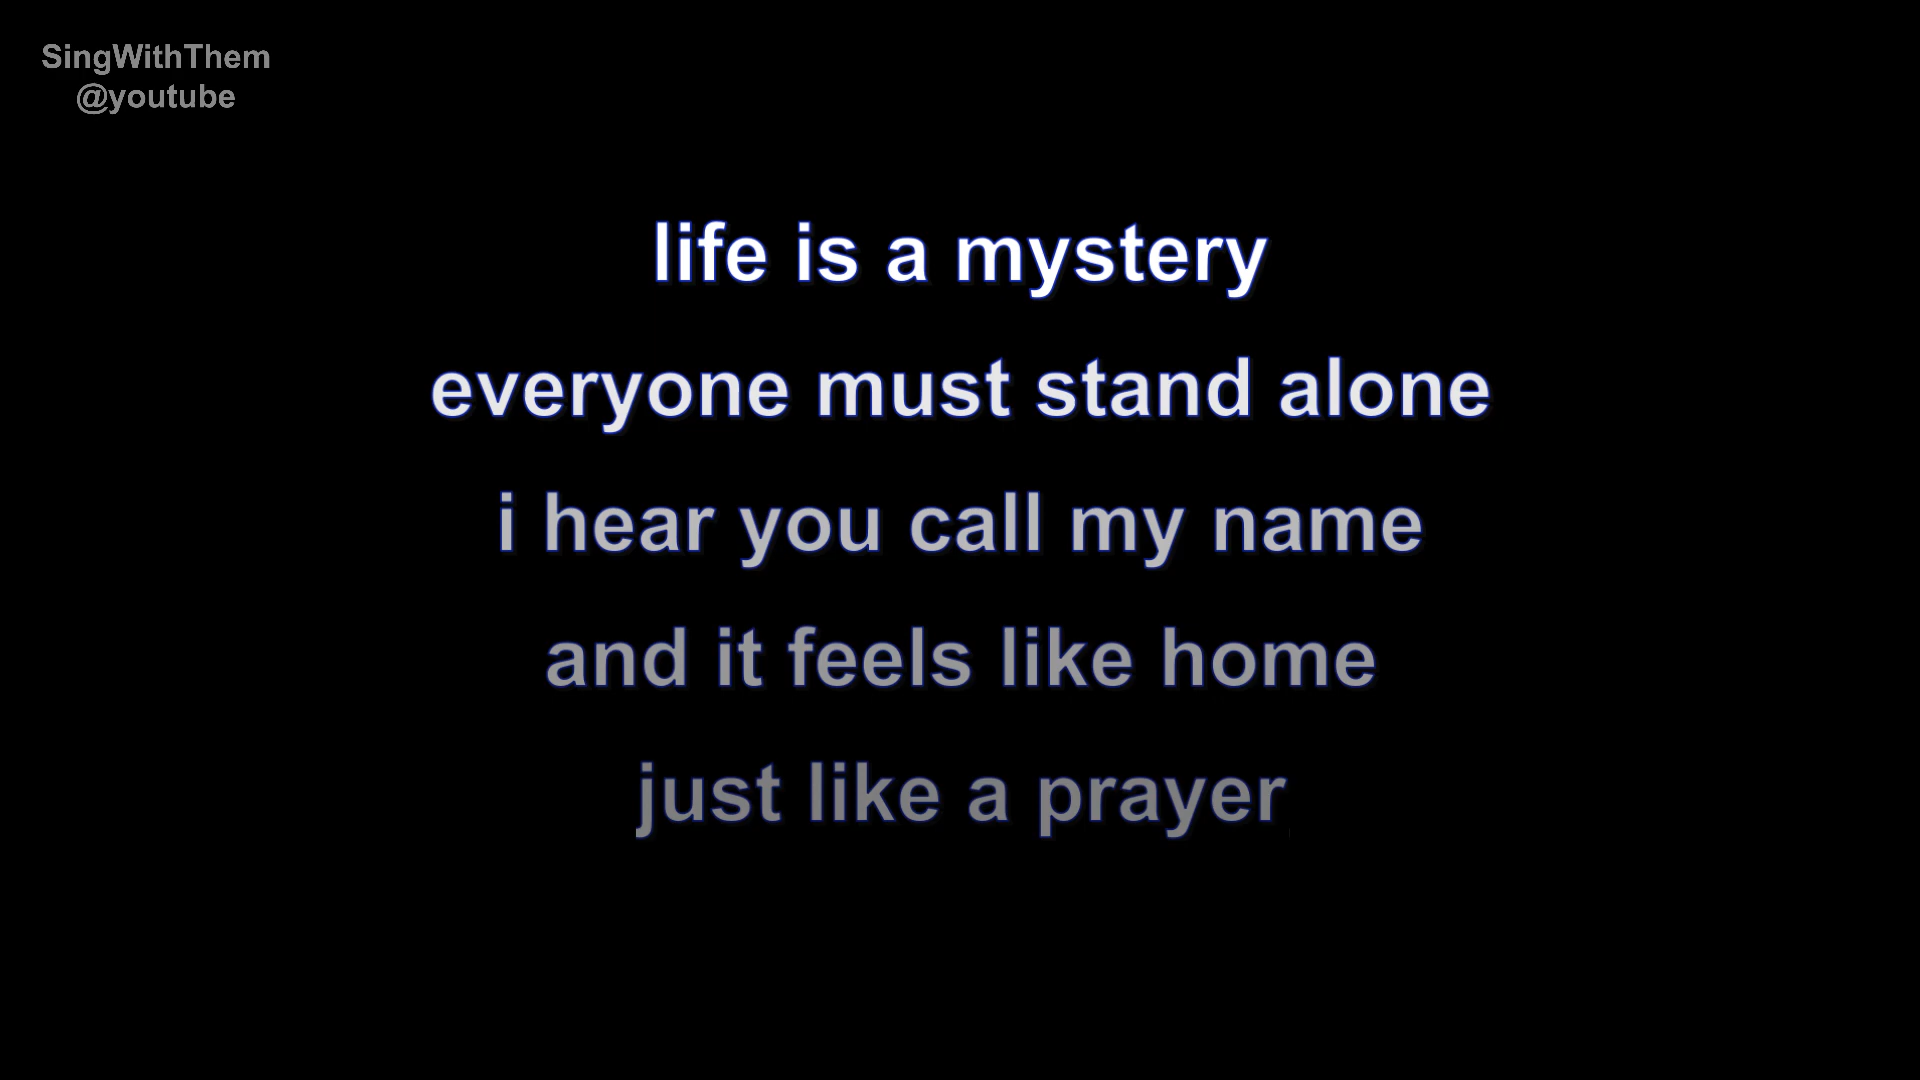 SingWithThem
@youtube
life is a mystery
everyone must stand alone
i hear you call my name
and it feels like home
just like a prayer